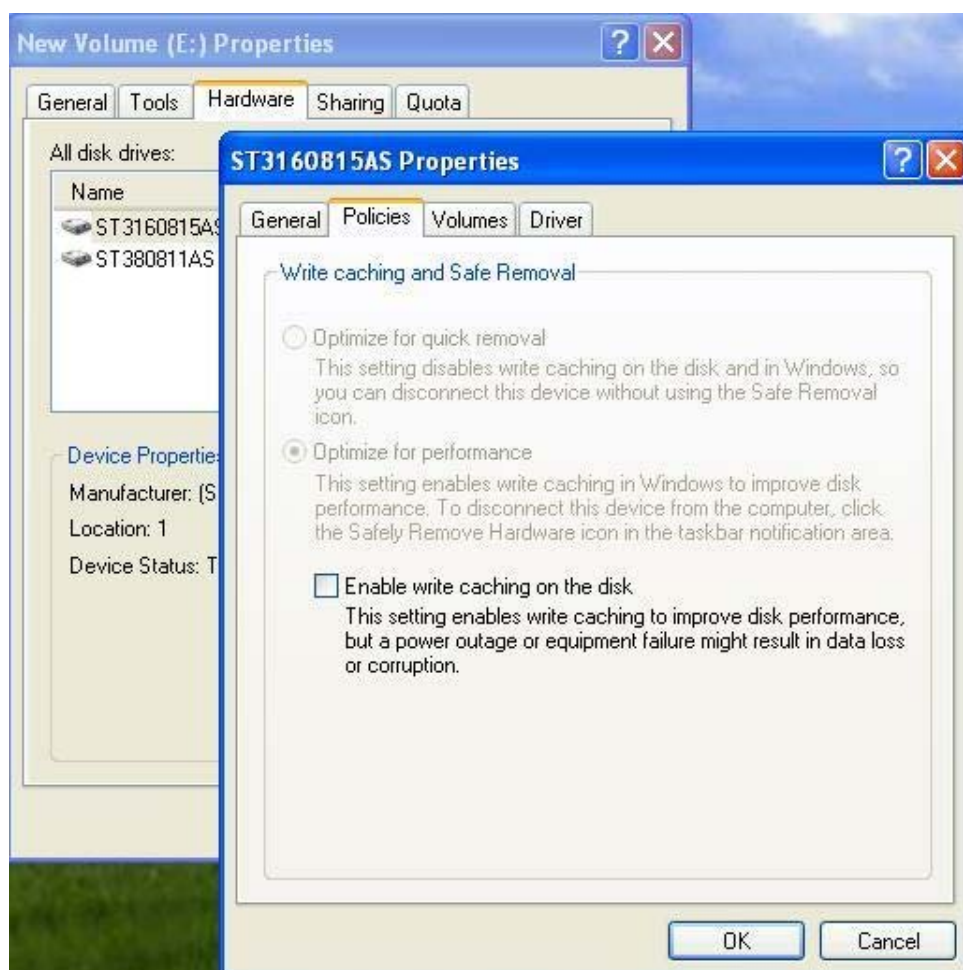 New Volume (E:) Properties
General Tools Hardware Sharing Quota
All disk drives:
Name
ST3160815AS
ST380811AS
Device Propertie
Manufacturer: (S
Location: 1
Device Status: T
ST3160815AS Properties
General Policies Volumes Driver
Write caching and Safe Removal
Optimize for quick removal
This setting disables write caching on the disk and in Windows, so
you can disconnect this device without using the Safe Removal
icon.
Optimize for performance
This setting enables write caching in Windows to improve disk
performance. To disconnect this device from the computer, click
the Safely Remove Hardware icon in the taskbar notification area.
Enable write caching on the disk
This setting enables write caching to improve disk performance,
but a power outage or equipment failure might result in data loss
or corruption.
OK Cancel